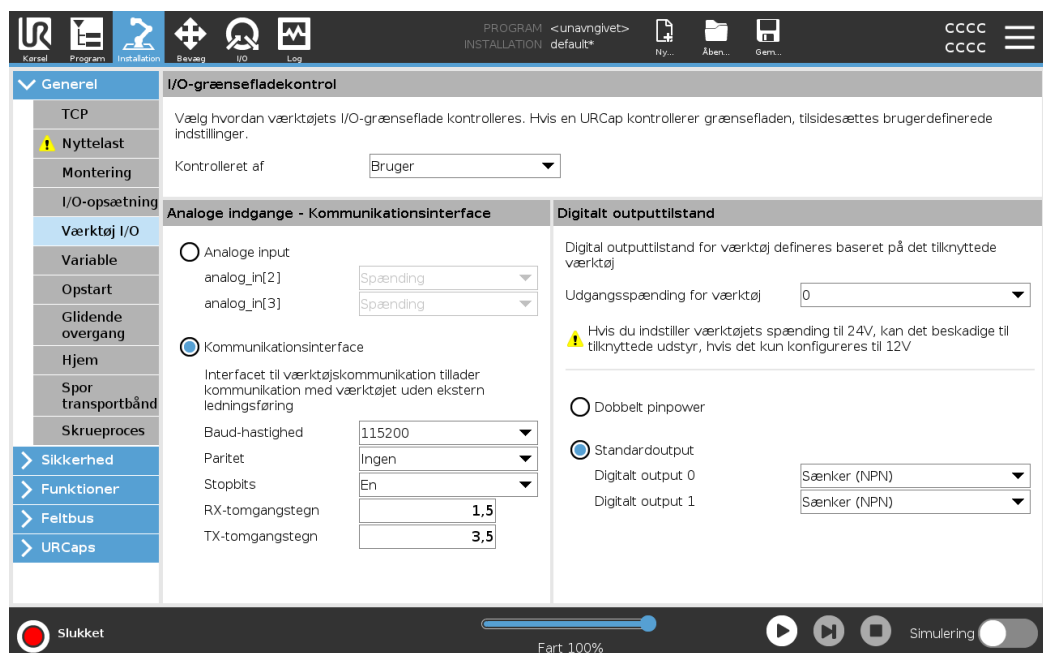 PROGRAM <unavngivet>
INSTALLATION default*
Ny...
Åben...
Gem...
CCCC
CCCC
UR
Kørsel
Program
Installation
Bevæg
I/O
Log
Generel
TCP
Nyttelast
Montering
I/O-opsætning
Værktøj I/O
Variable
Opstart
Glidende
overgang
Hjem
Spor
transportbånd
Skrueproces
Sikkerhed
Funktioner
Feltbus
URCaps
I/O-grænsefladekontrol
Vælg hvordan værktøjets I/O-grænseflade kontrolleres. Hvis en URCap kontrollerer grænsefladen, tilsidesættes brugerdefinerede
indstillinger.
Kontrolleret af Bruger
Analoge indgange - Kommunikationsinterface
Analoge input
analog_in[2] Spænding
analog_in[3] Spænding
Kommunikationsinterface
Interfacet til værktøjskommunikation tillader
kommunikation med værktøjet uden ekstern
ledningsføring
Baud-hastighed 115200
Paritet Ingen
Stopbits En
RX-tomgangstegn 1,5
TX-tomgangstegn 3,5
Digitalt outputtilstand
Digital outputtilstand for værktøj defineres baseret på det tilknyttede
værktøj
Udgangsspænding for værktøj 0
Hvis du indstiller værktøjets spænding til 24V, kan det beskadige til
tilknyttede udstyr, hvis det kun konfigureres til 12V
Dobbelt pinpower
Standardoutput
Digitalt output 0 Sænker (NPN)
Digitalt output 1 Sænker (NPN)
Slukket
Fart 100%
Simulering